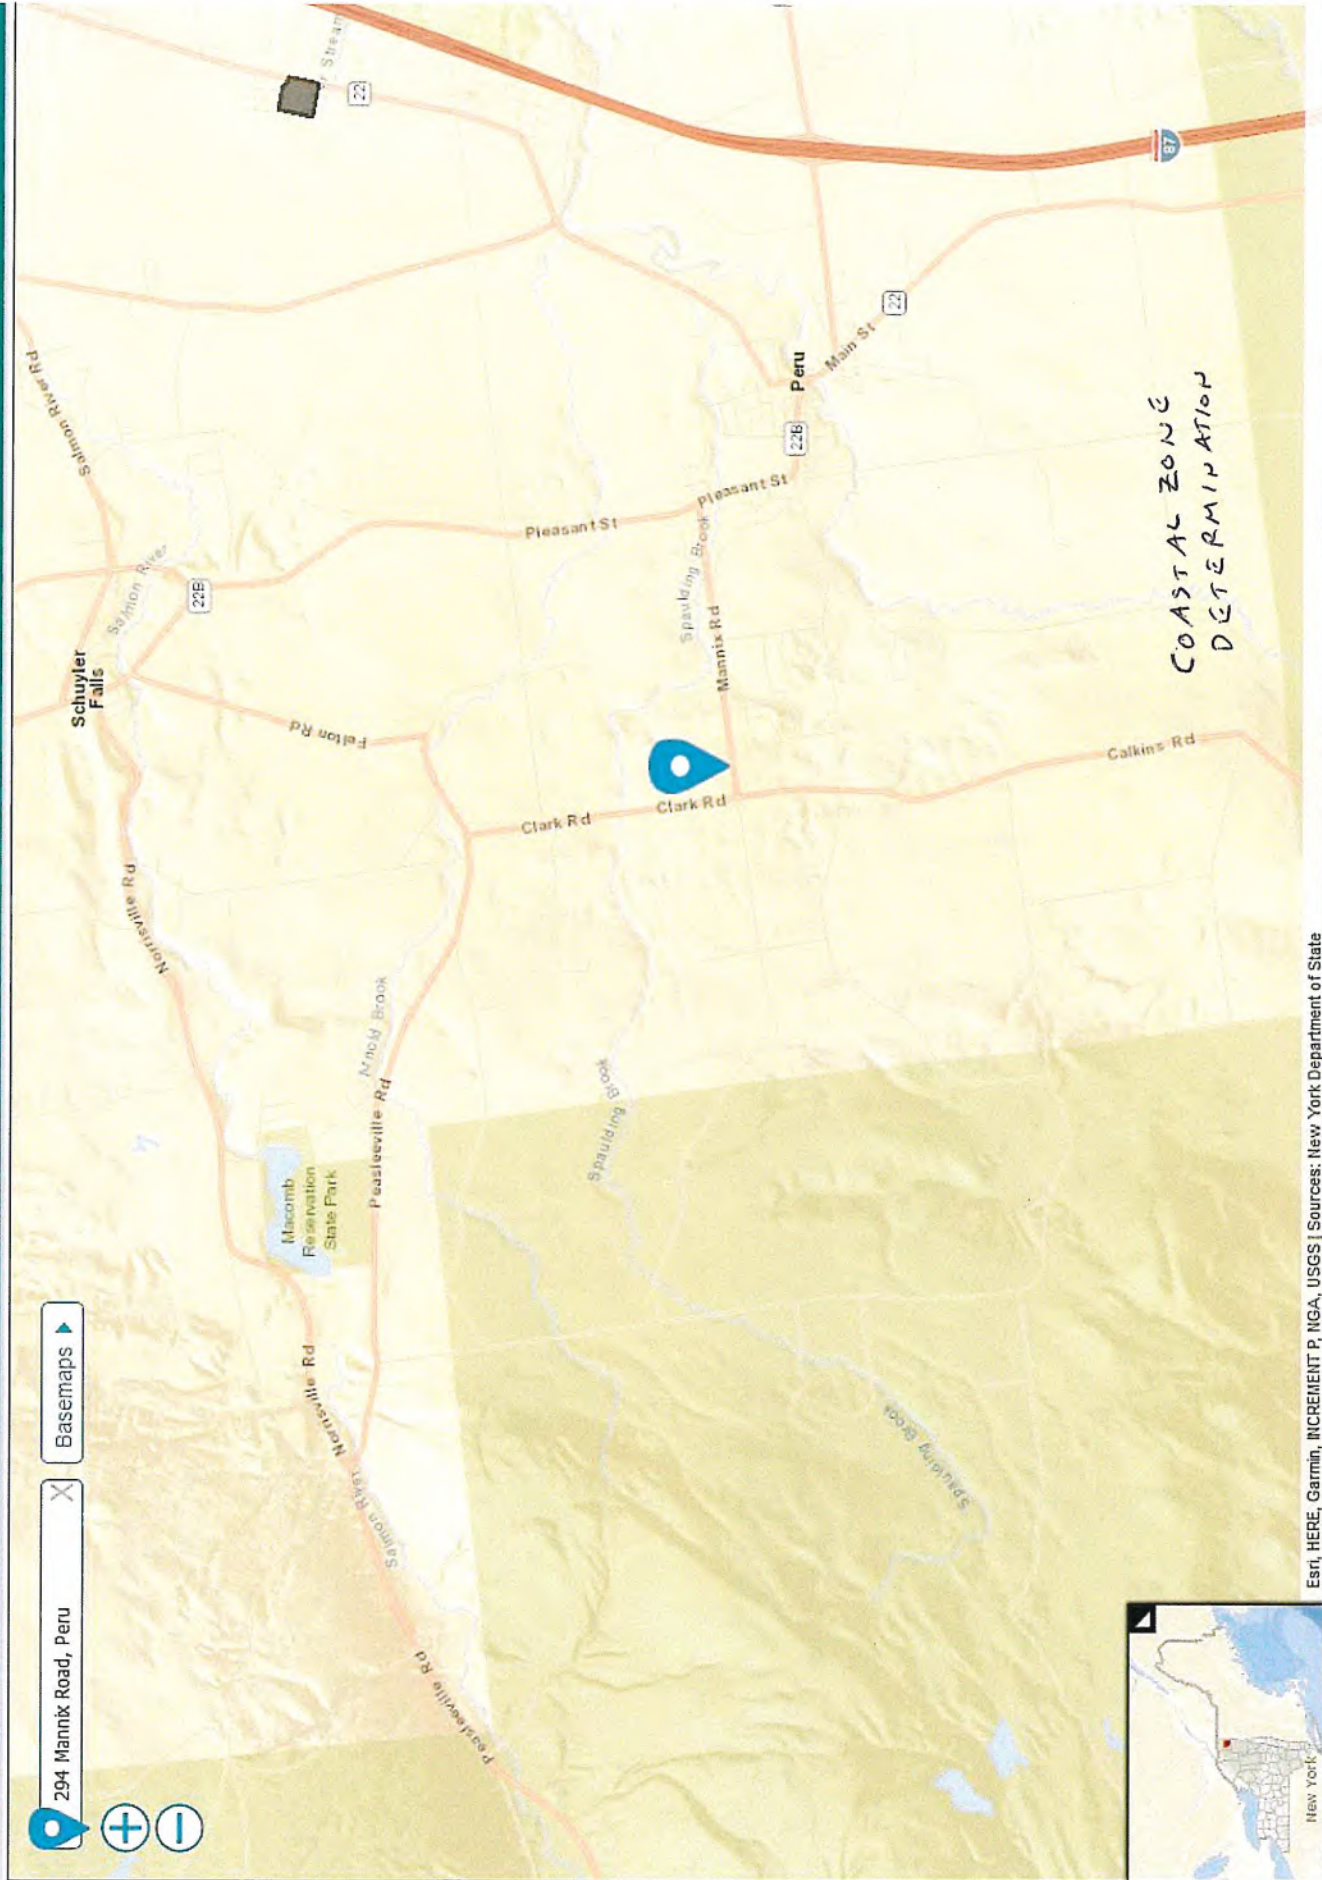 294 Mannix Road, Peru
X
Basemaps
+
−
Salmon River Rd
Schuyler
Falls
Salmon River
22B
22
Felton Rd
Norrisville Rd
Arnold Brook
Peasleeville Rd
Macomb
Reservation
State Park
Norrisville Rd
Salmon River
Peasleeville Rd
Pleasant St
Clark Rd
Clark Rd
Spaulding Brook
Mannix Rd
Pleasant St
22B
Peru
Main St
22
87
Spaulding Brook
Spaulding Brook
Calkins Rd
COASTAL ZONE
DETERMINATION
New York
Esri, HERE, Garmin, INCREMENT P, NGA, USGS | Sources: New York Department of State